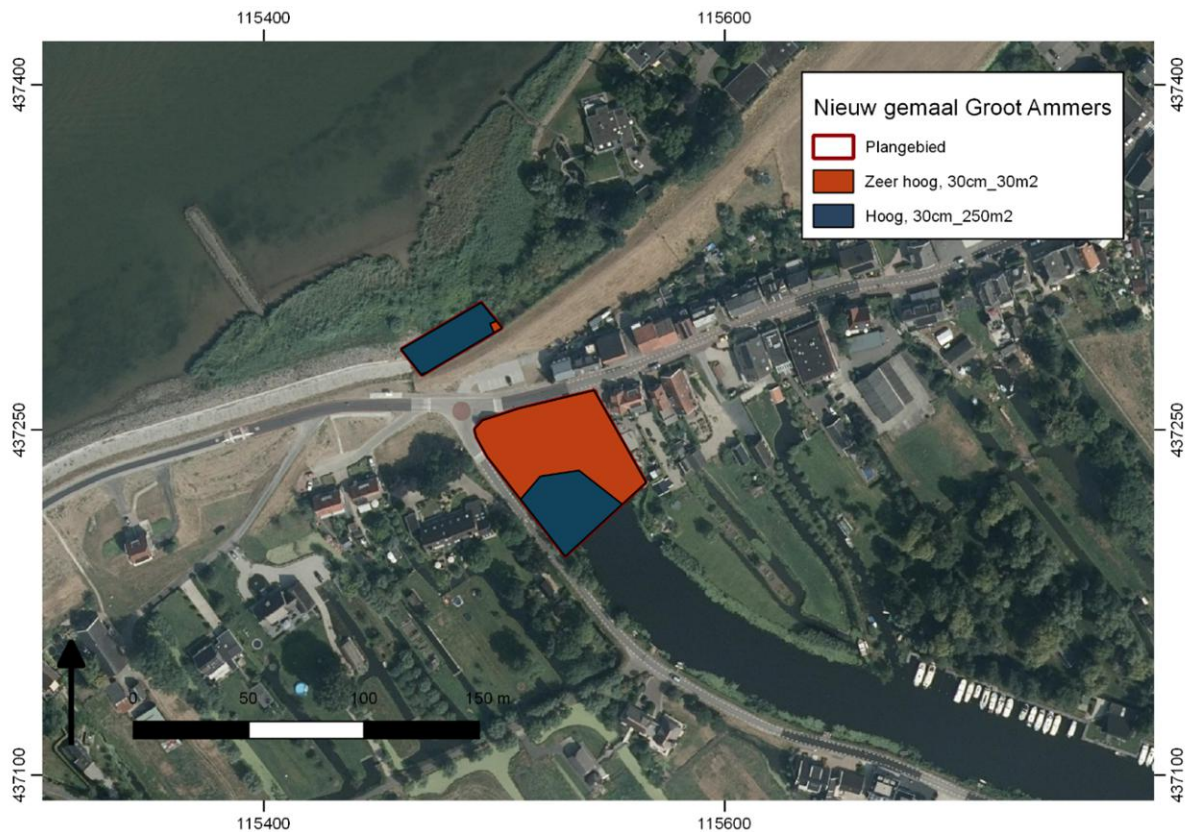 115400 115600
437400 437400
Nieuw gemaal Groot Ammers
Plangebied
Zeer hoog, 30cm_30m2
Hoog, 30cm_250m2
437250 437250
0 50 100 150 m
437100 437100
115400 115600